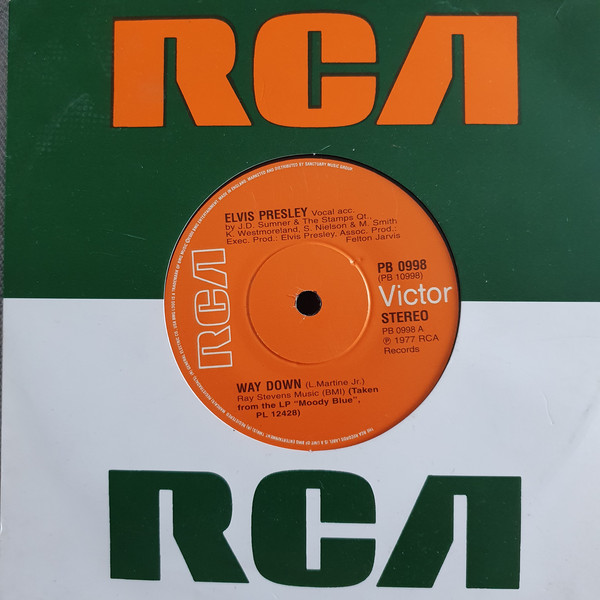 RCA
ELVIS PRESLEY Vocal acc.
by J.D. Sumner & The Stamps Qt.,
K. Westmoreland, S. Nielson & M. Smith
Exec. Prod.: Elvis Presley, Assoc. Prod.:
Felton Jarvis
RCA
PB 0998
(PB 10998)
Victor
STEREO
PB 0998 A
℗ 1977 RCA
Records
WAY DOWN (L.Martine Jr.)
Ray Stevens Music (BMI) (Taken
from the LP "Moody Blue",
PL 12428)
RCA